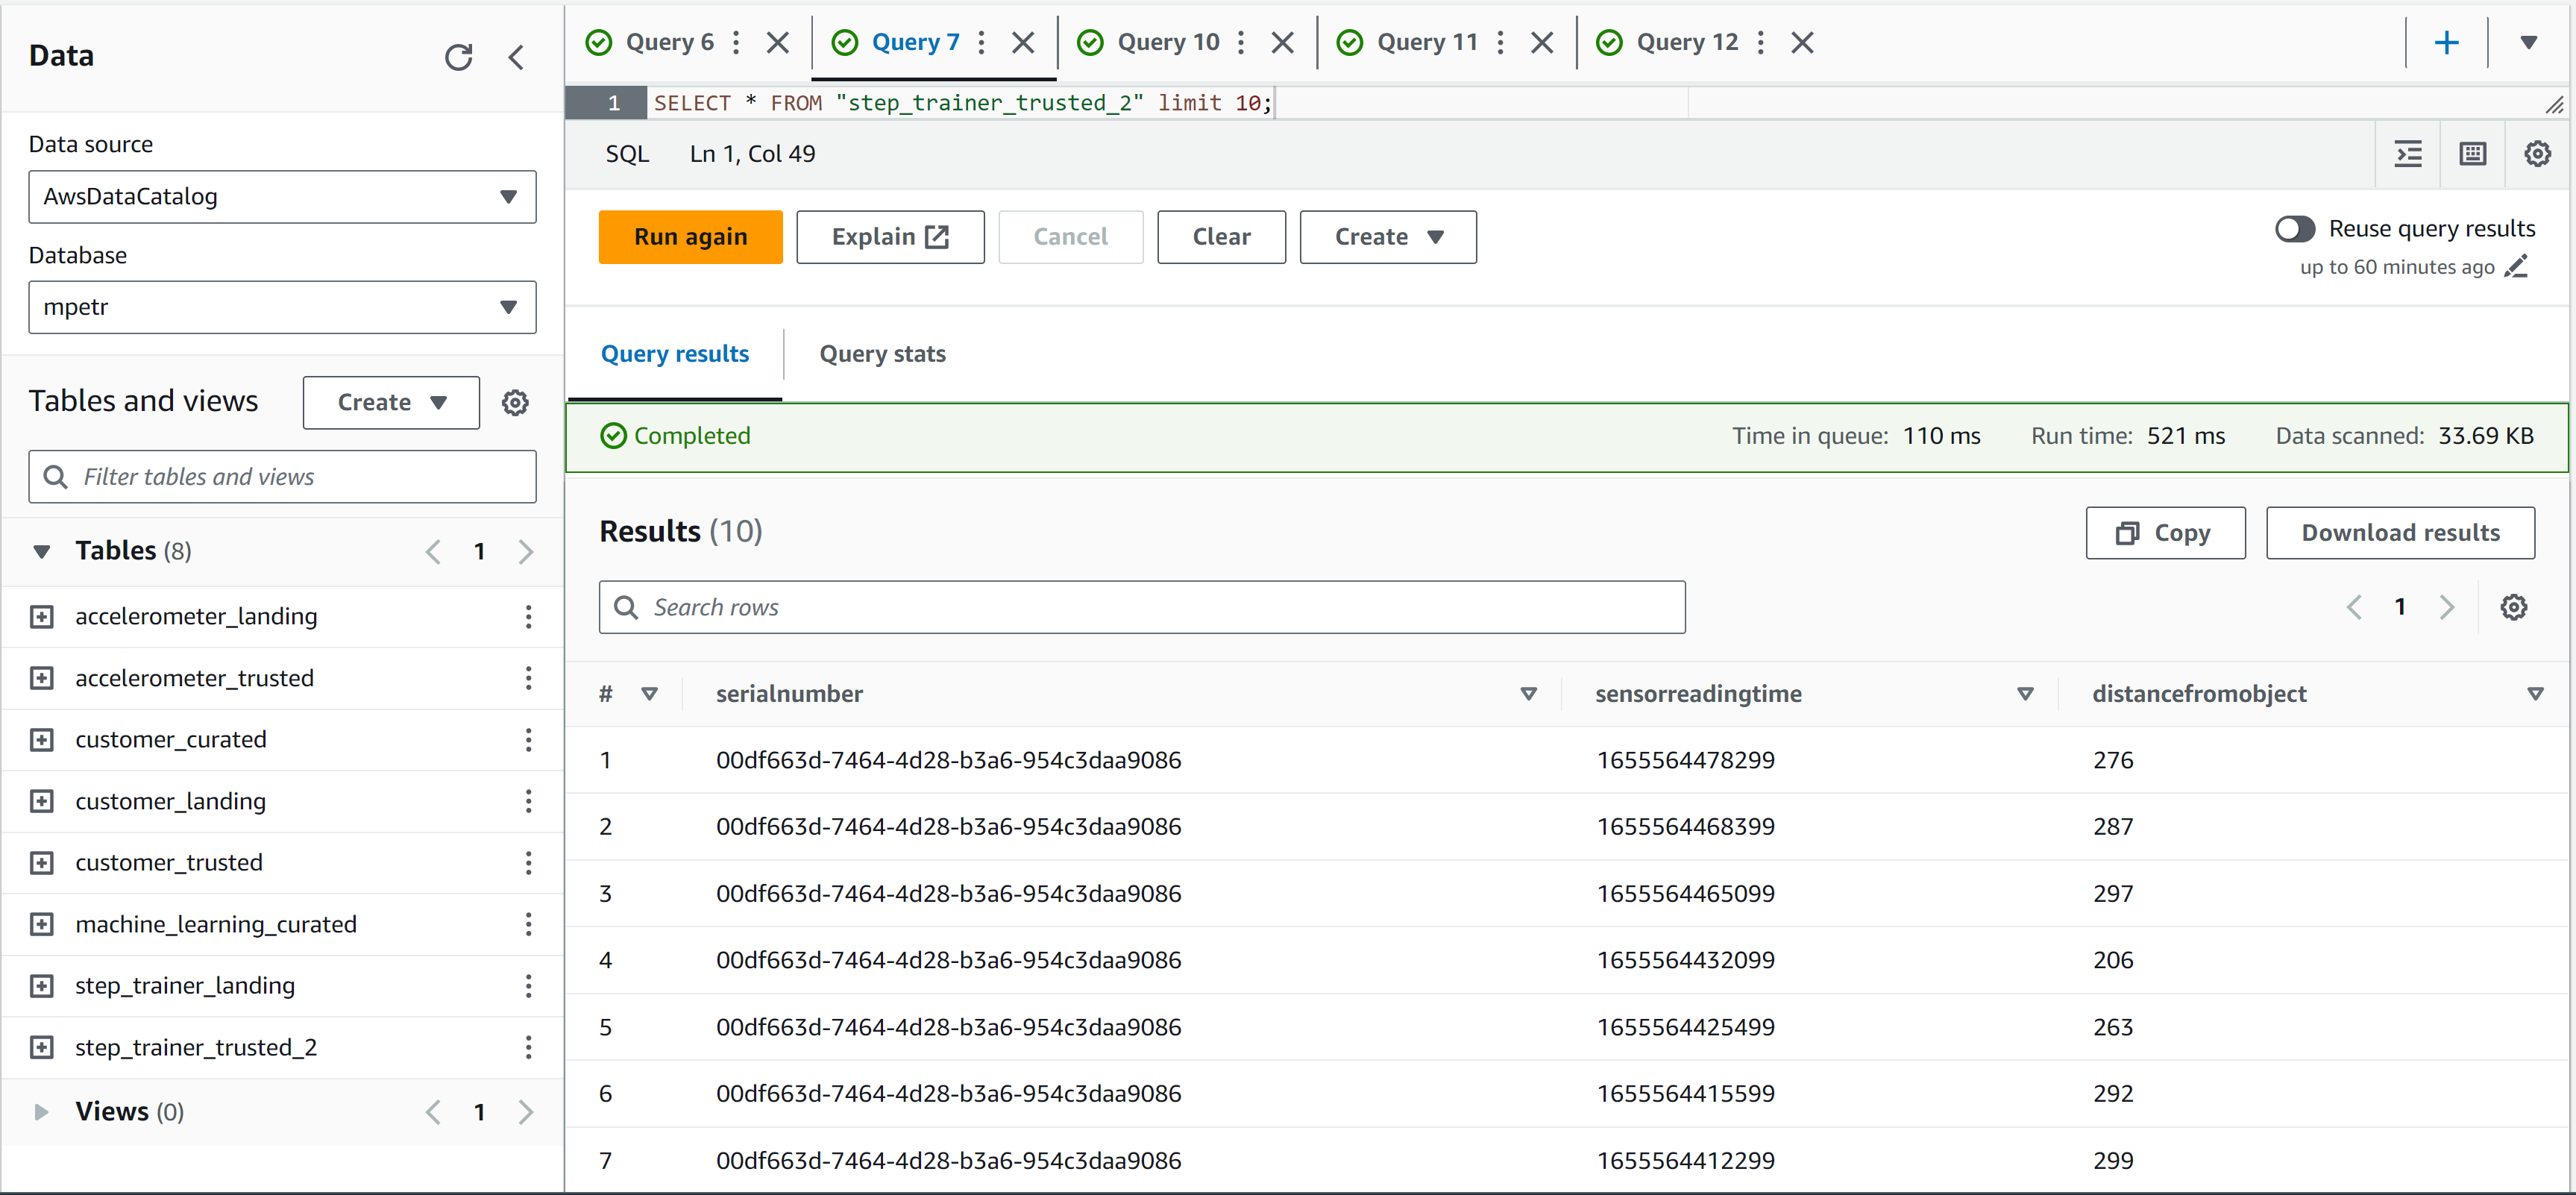 Data
Data source
AwsDataCatalog
Database
mpetr
Tables and views
Create
Filter tables and views
Tables (8)
1
accelerometer_landing
accelerometer_trusted
customer_curated
customer_landing
customer_trusted
machine_learning_curated
step_trainer_landing
step_trainer_trusted_2
Views (0)
1
Query 6
Query 7
Query 10
Query 11
Query 12
1 SELECT * FROM "step_trainer_trusted_2" limit 10;
SQL Ln 1, Col 49
Run again
Explain
Cancel
Clear
Create
Reuse query results
up to 60 minutes ago
Query results
Query stats
Completed
Time in queue: 110 ms Run time: 521 ms Data scanned: 33.69 KB
Results (10)
Copy
Download results
Search rows
1
# serialnumber sensorreadingtime distancefromobject
1 00df663d-7464-4d28-b3a6-954c3daa9086 1655564478299 276
2 00df663d-7464-4d28-b3a6-954c3daa9086 1655564468399 287
3 00df663d-7464-4d28-b3a6-954c3daa9086 1655564465099 297
4 00df663d-7464-4d28-b3a6-954c3daa9086 1655564432099 206
5 00df663d-7464-4d28-b3a6-954c3daa9086 1655564425499 263
6 00df663d-7464-4d28-b3a6-954c3daa9086 1655564415599 292
7 00df663d-7464-4d28-b3a6-954c3daa9086 1655564412299 299